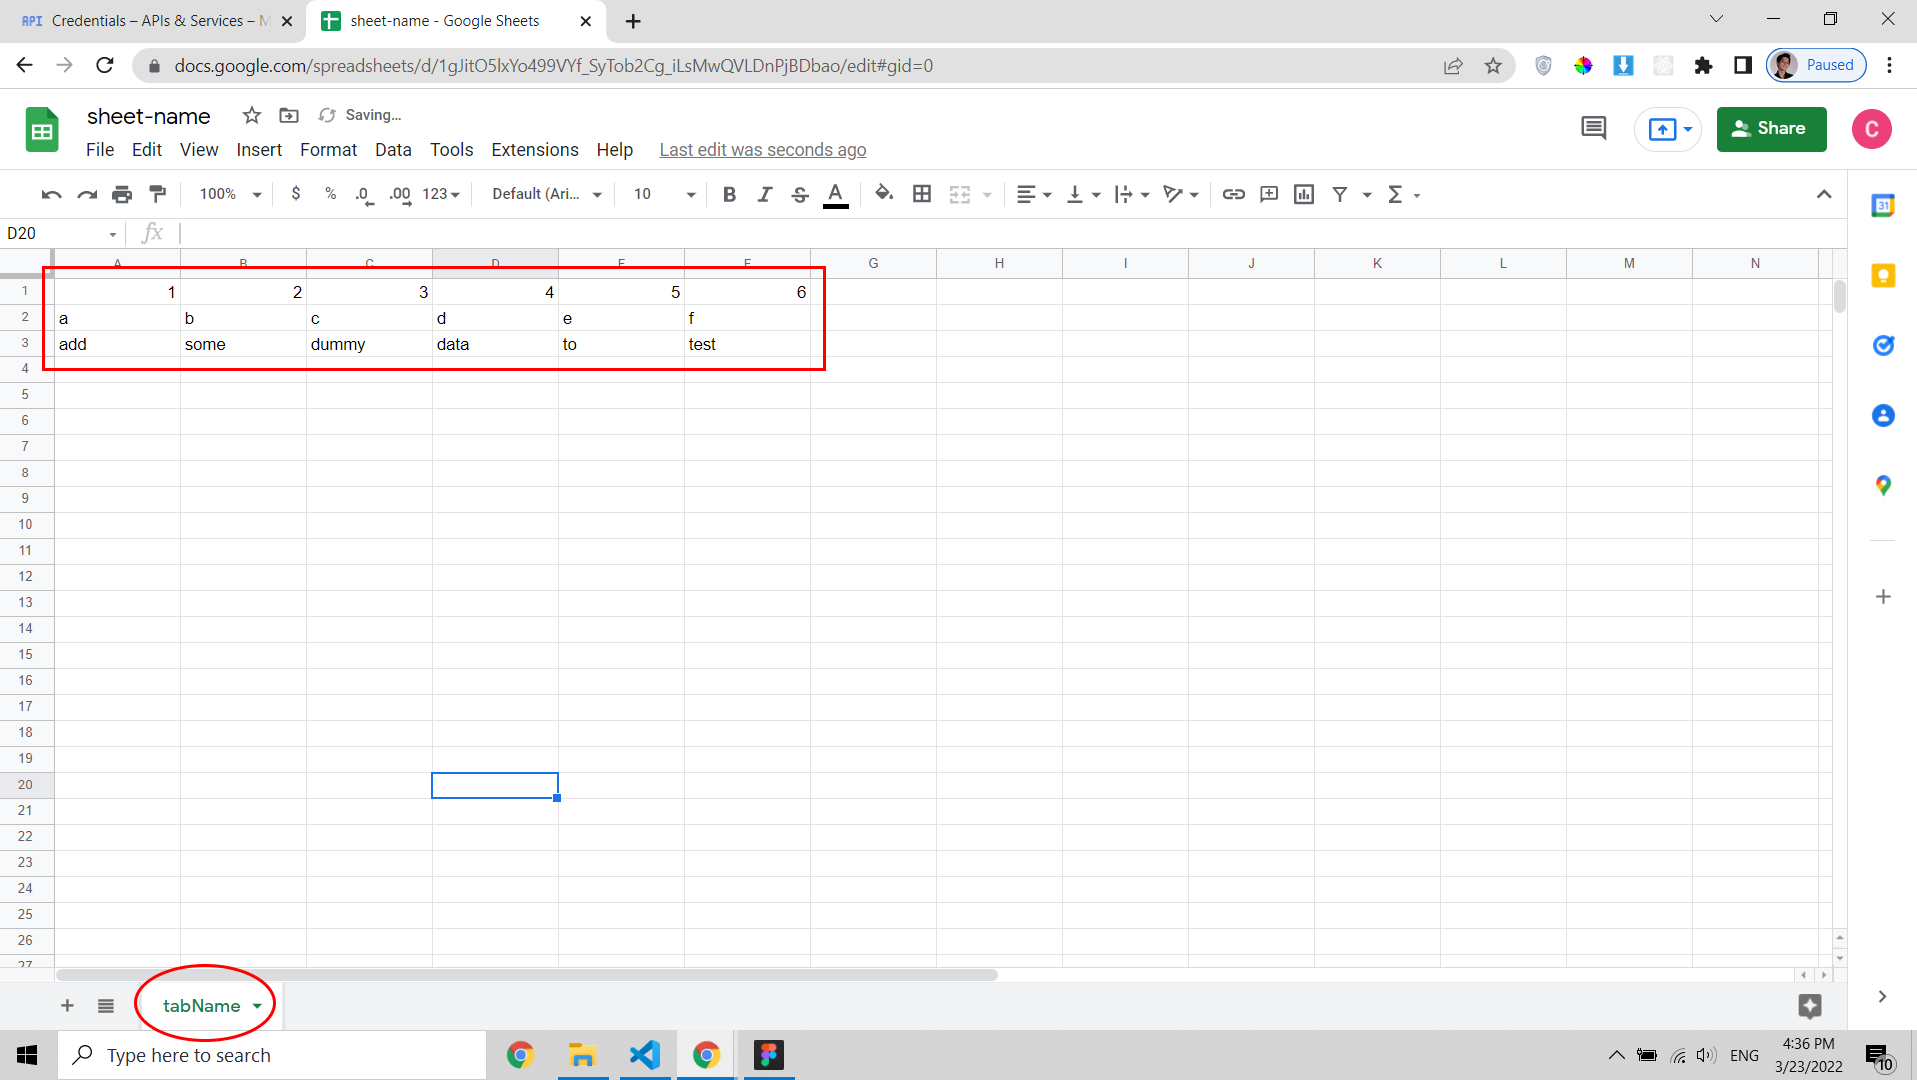 API Credentials – APIs & Services – M
sheet-name - Google Sheets
docs.google.com/spreadsheets/d/1gJitO5lxYo499VYf_SyTob2Cg_iLsMwQVLDnPjBDbao/edit#gid=0
Paused
sheet-name
Saving...
File Edit View Insert Format Data Tools Extensions Help Last edit was seconds ago
Share
C
100% $ % .0 .00 123 Default (Ari... 10 B I S A
31
D20
fx
A B C D E F G H I J K L M N
1 1 2 3 4 5 6
2 a b c d e f
3 add some dummy data to test
4
5
6
7
8
9
10
11
12
13
14
15
16
17
18
19
20
21
22
23
24
25
26
27
tabName
Type here to search
ENG
4:36 PM
3/23/2022
10